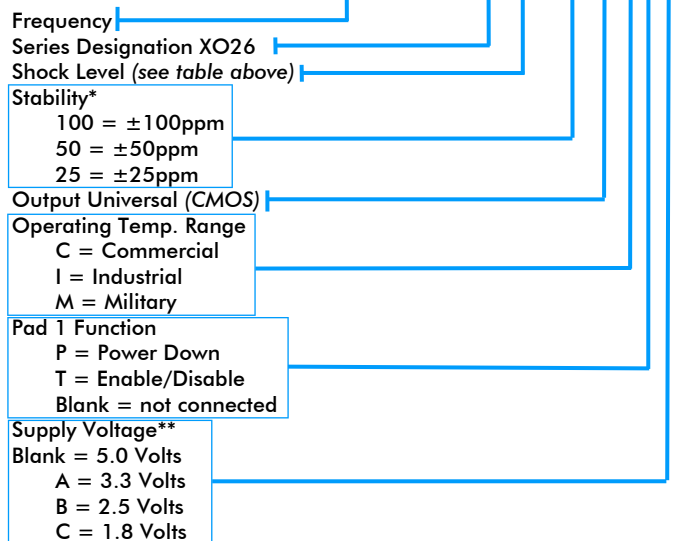 Frequency
Series Designation XO26
Shock Level (see table above)
Stability*
100 = ±100ppm
50 = ±50ppm
25 = ±25ppm
Output Universal (CMOS)
Operating Temp. Range
C = Commercial
I = Industrial
M = Military
Pad 1 Function
P = Power Down
T = Enable/Disable
Blank = not connected
Supply Voltage**
Blank = 5.0 Volts
A = 3.3 Volts
B = 2.5 Volts
C = 1.8 Volts